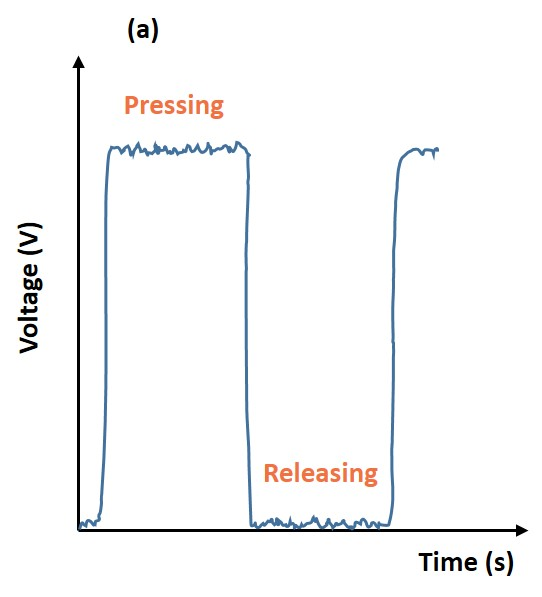 (a)
Pressing
Voltage (V)
Releasing
Time (s)